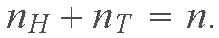 n_H + n_T = n.